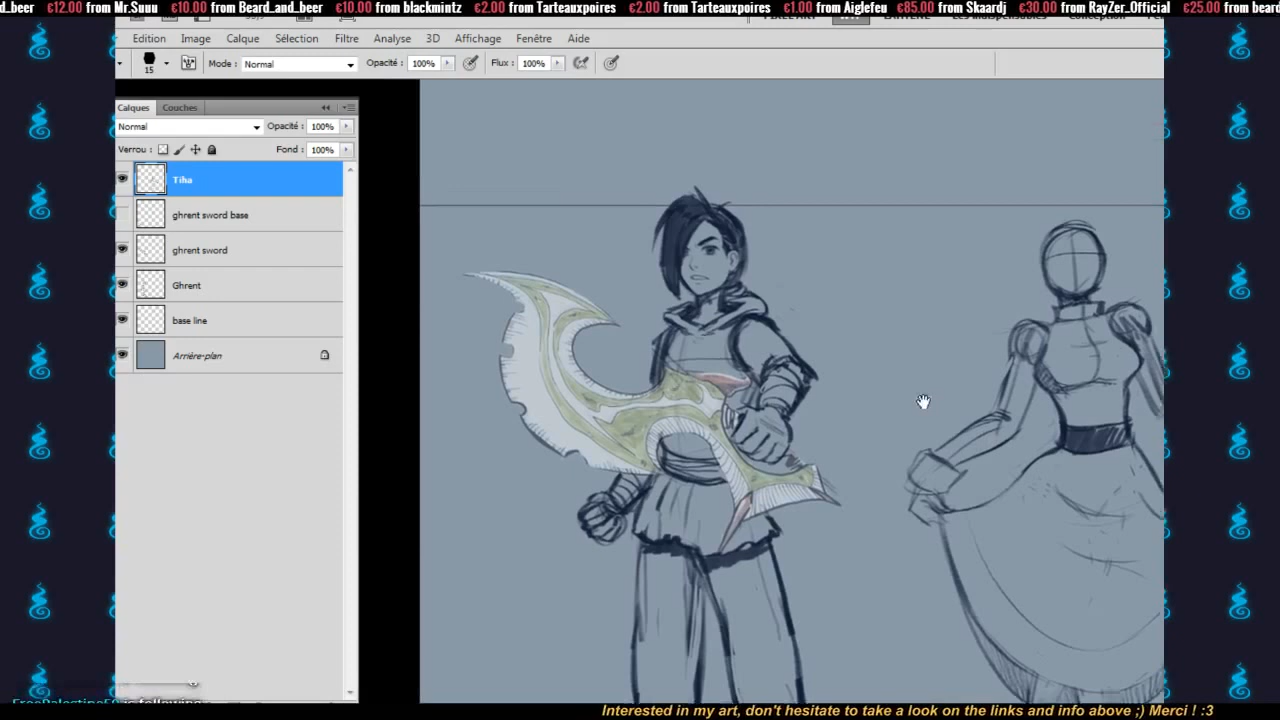 d_beer €12.00 from Mr.Suuu €10.00 from Beard_and_beer €10.00 from blackmintz €2.00 from Tarteauxpoires €2.00 from Tarteauxpoires €1.00 from Aiglefeu €85.00 from Skaardj €30.00 from RayZer_Official €25.00 from beard
Edition Image Calque Sélection Filtre Analyse 3D Affichage Fenêtre Aide
15 Mode : Normal Opacité : 100% Flux : 100%
Calques Couches
Normal Opacité : 100%
Verrou : Fond : 100%
Tiha
ghrent sword base
ghrent sword
Ghrent
base line
Arrière-plan
is following
Interested in my art, don't hesitate to take a look on the links and info above ;) Merci ! :3